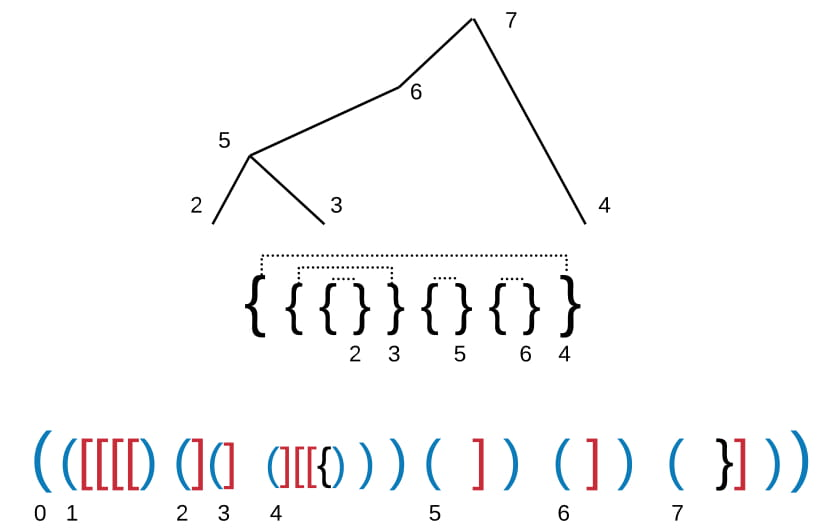 7
6
5
2 3 4
{ { { } } { } { } }
2 3 5 6 4
(([[[[) (](] (][[{) ) ) ( ] ) ( ] ) ( }] ) )
0 1 2 3 4 5 6 7